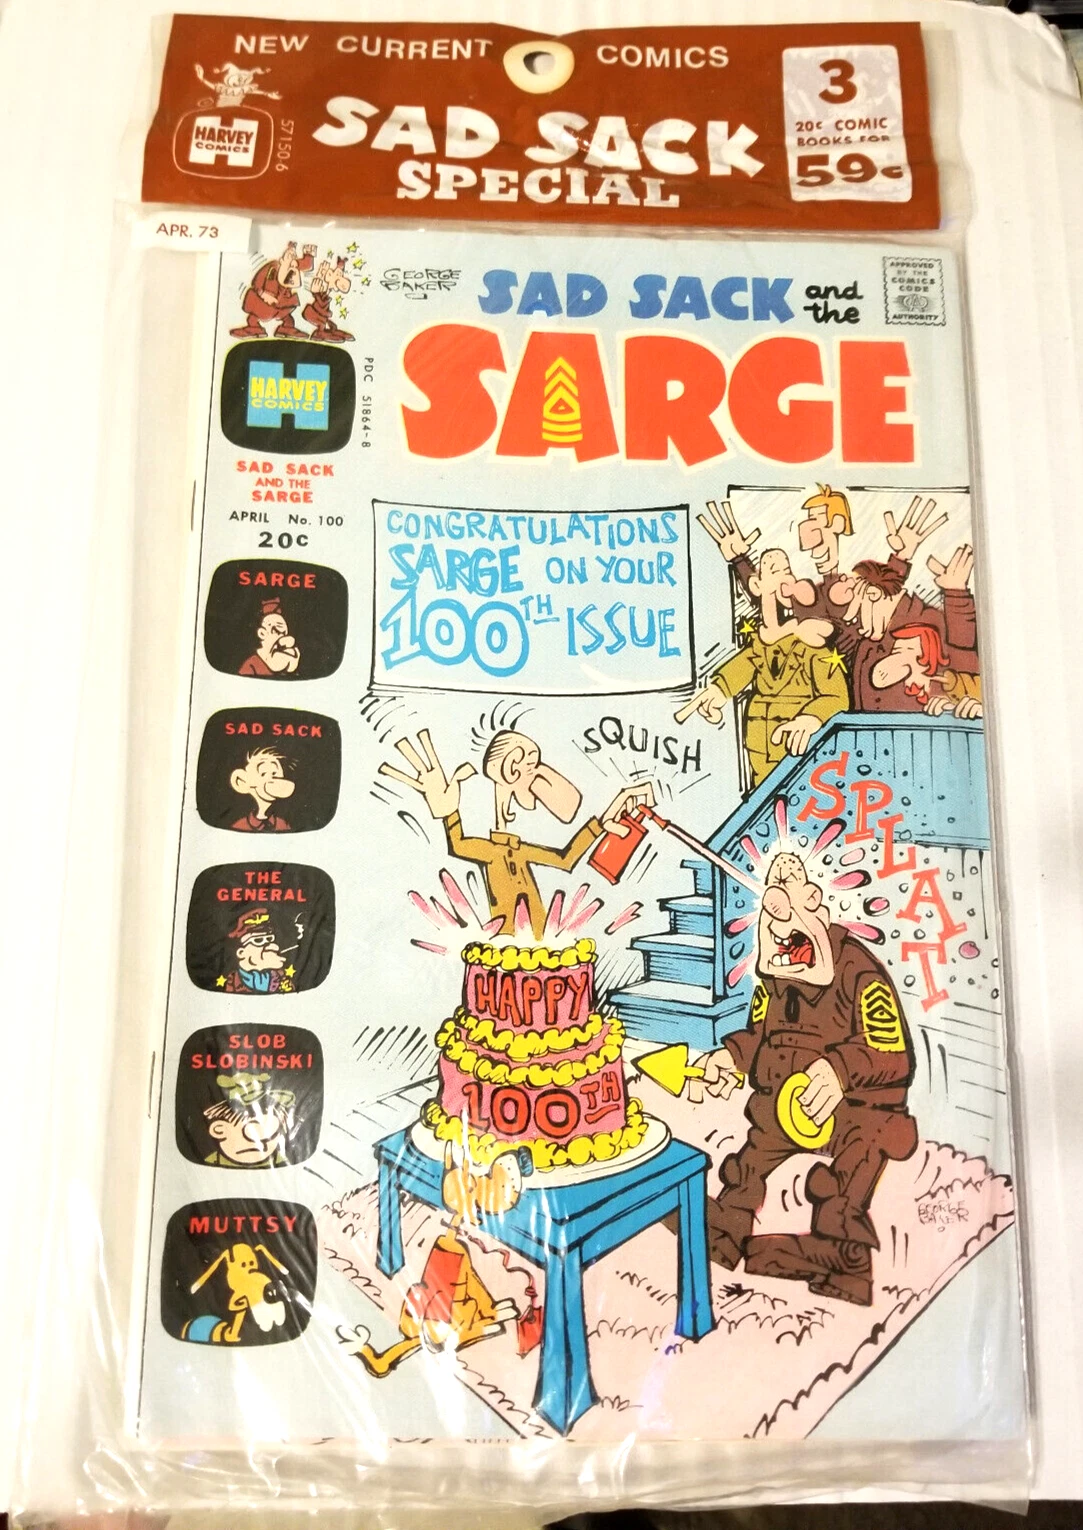 NEW CURRENT COMICS
HARVEY
COMICS
57150-6
SAD SACK
SPECIAL
3
20¢ COMIC
BOOKS FOR
59¢
APR. 73
GEORGE
BAKER
SAD SACK and the
SARGE
APPROVED
BY THE
COMICS
CODE
AUTHORITY
HARVEY
COMICS
PDC 51864-8
SAD SACK
AND THE
SARGE
APRIL No. 100
20¢
SARGE
SAD SACK
THE
GENERAL
SLOB
SLOBINSKI
MUTTSY
CONGRATULATIONS
SARGE ON YOUR
100TH ISSUE
SQUISH
SPLAT
HAPPY
100TH
GEORGE
BAKER